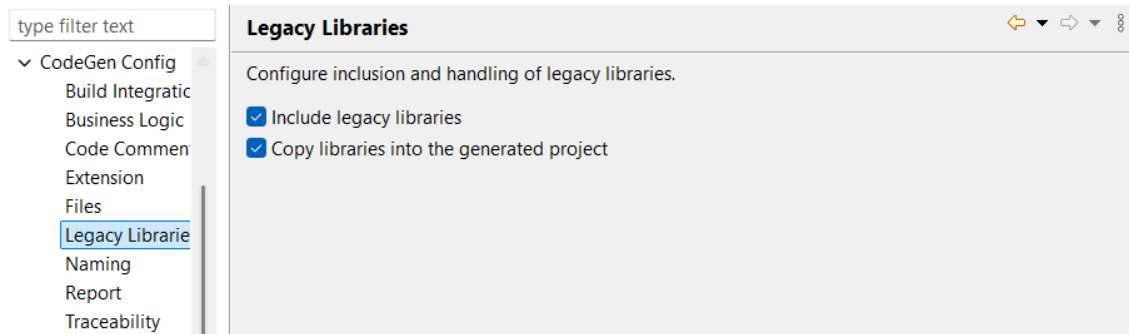 type filter text
CodeGen Config
Build Integratic
Business Logic
Code Commen
Extension
Files
Legacy Librarie
Naming
Report
Traceability
Legacy Libraries
Configure inclusion and handling of legacy libraries.
Include legacy libraries
Copy libraries into the generated project